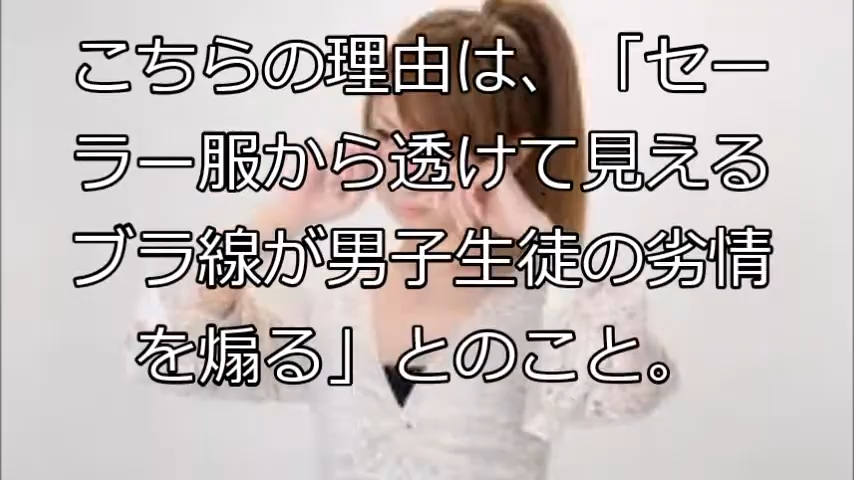 こちらの理由は、「セー
ラー服から透けて見える
ブラ線が男子生徒の劣情
を煽る」とのこと。